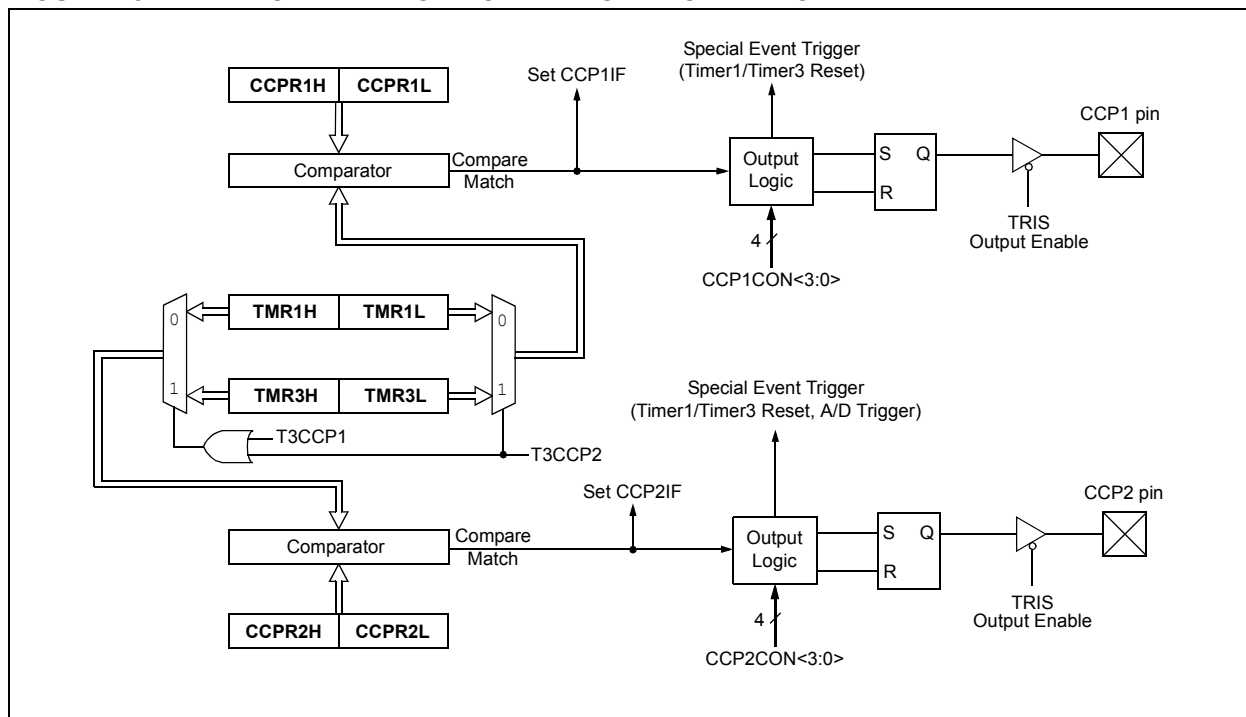 Special Event Trigger
(Timer1/Timer3 Reset)
Set CCP1IF
CCPR1H CCPR1L
CCP1 pin
Comparator
Compare
Match
Output
Logic
S Q
R
TRIS
Output Enable
4
CCP1CON<3:0>
0 TMR1H TMR1L 0
1 TMR3H TMR3L 1
T3CCP1
T3CCP2
Special Event Trigger
(Timer1/Timer3 Reset, A/D Trigger)
Set CCP2IF
CCP2 pin
Comparator
Compare
Match
Output
Logic
S Q
R
TRIS
Output Enable
4
CCPR2H CCPR2L
CCP2CON<3:0>